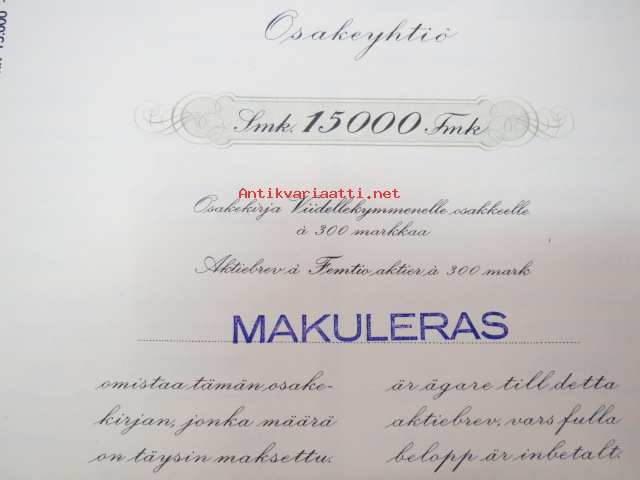 Osakeyhtiö
Smk. 15000 Fmk
Antikvariaatti.net
Osakekirja Viidellekymmenelle osakkeelle
à 300 markkaa
Aktiebrev å Femtio aktier à 300 mark
MAKULERAS
omistaa tämän osake-
kirjan, jonka määrä
on täysin maksettu.
är ägare till detta
aktiebrev, vars fulla
belopp är inbetalt.